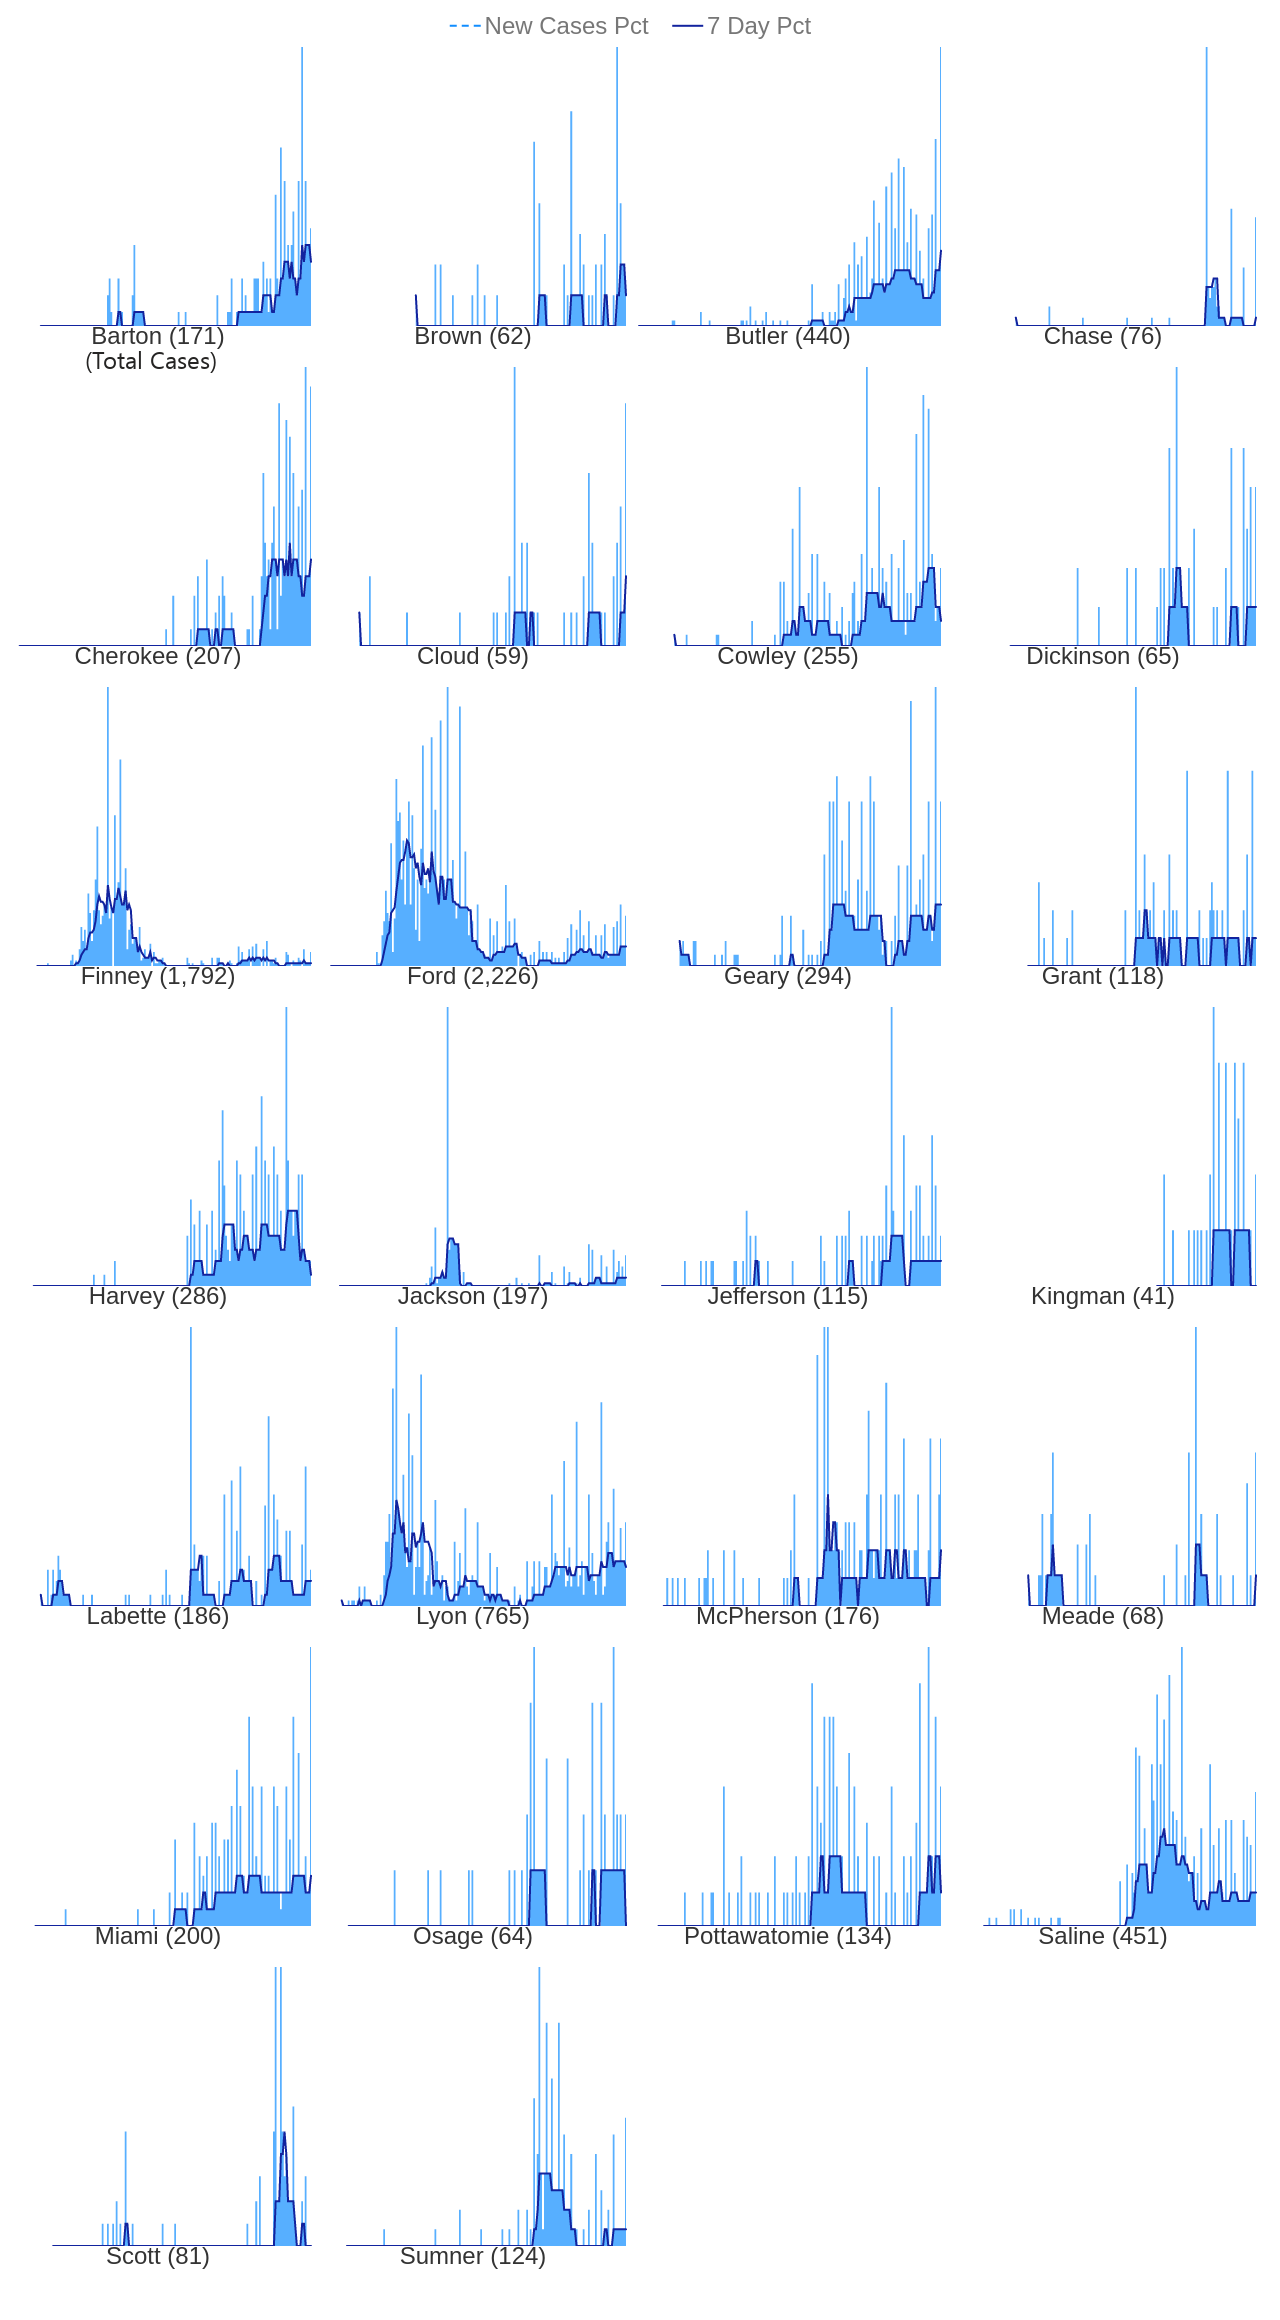 New Cases Pct 7 Day Pct
Barton (171) Brown (62) Butler (440) Chase (76)
(Total Cases)
Cherokee (207) Cloud (59) Cowley (255) Dickinson (65)
Finney (1,792) Ford (2,226) Geary (294) Grant (118)
Harvey (286) Jackson (197) Jefferson (115) Kingman (41)
Labette (186) Lyon (765) McPherson (176) Meade (68)
Miami (200) Osage (64) Pottawatomie (134) Saline (451)
Scott (81) Sumner (124)